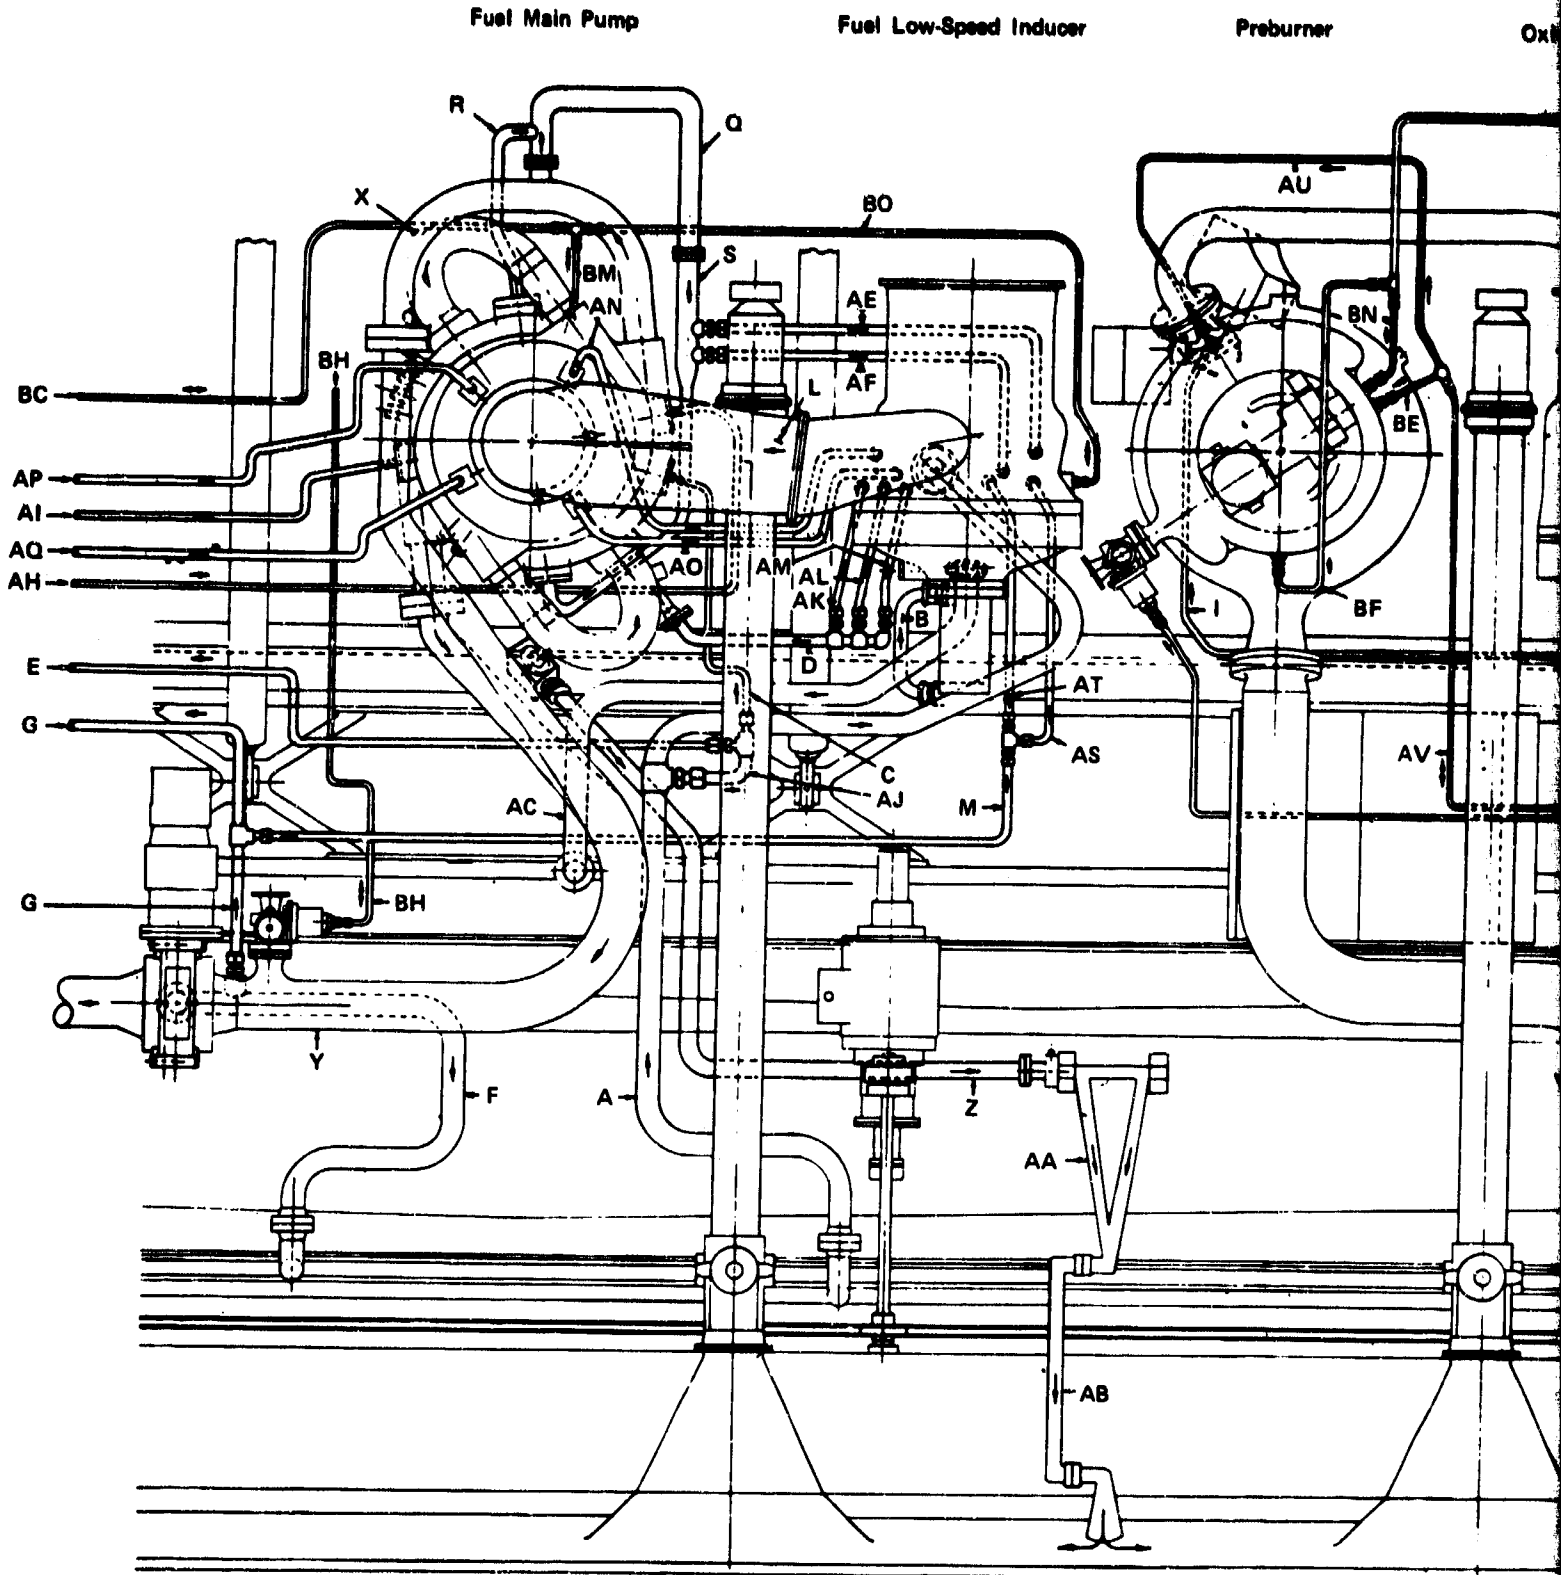 Fuel Main Pump
Fuel Low-Speed Inducer
Preburner
R
Q
X
AU
BO
S
BM
AE
AN
BN
BH
BC
AF
L
BE
AP
AI
AQ
AO
AM
AL
AH
AK
B
I
BF
D
E
AT
G
C
AS
AV
AJ
AC
M
G
BH
Y
F
A
Z
AA
AB